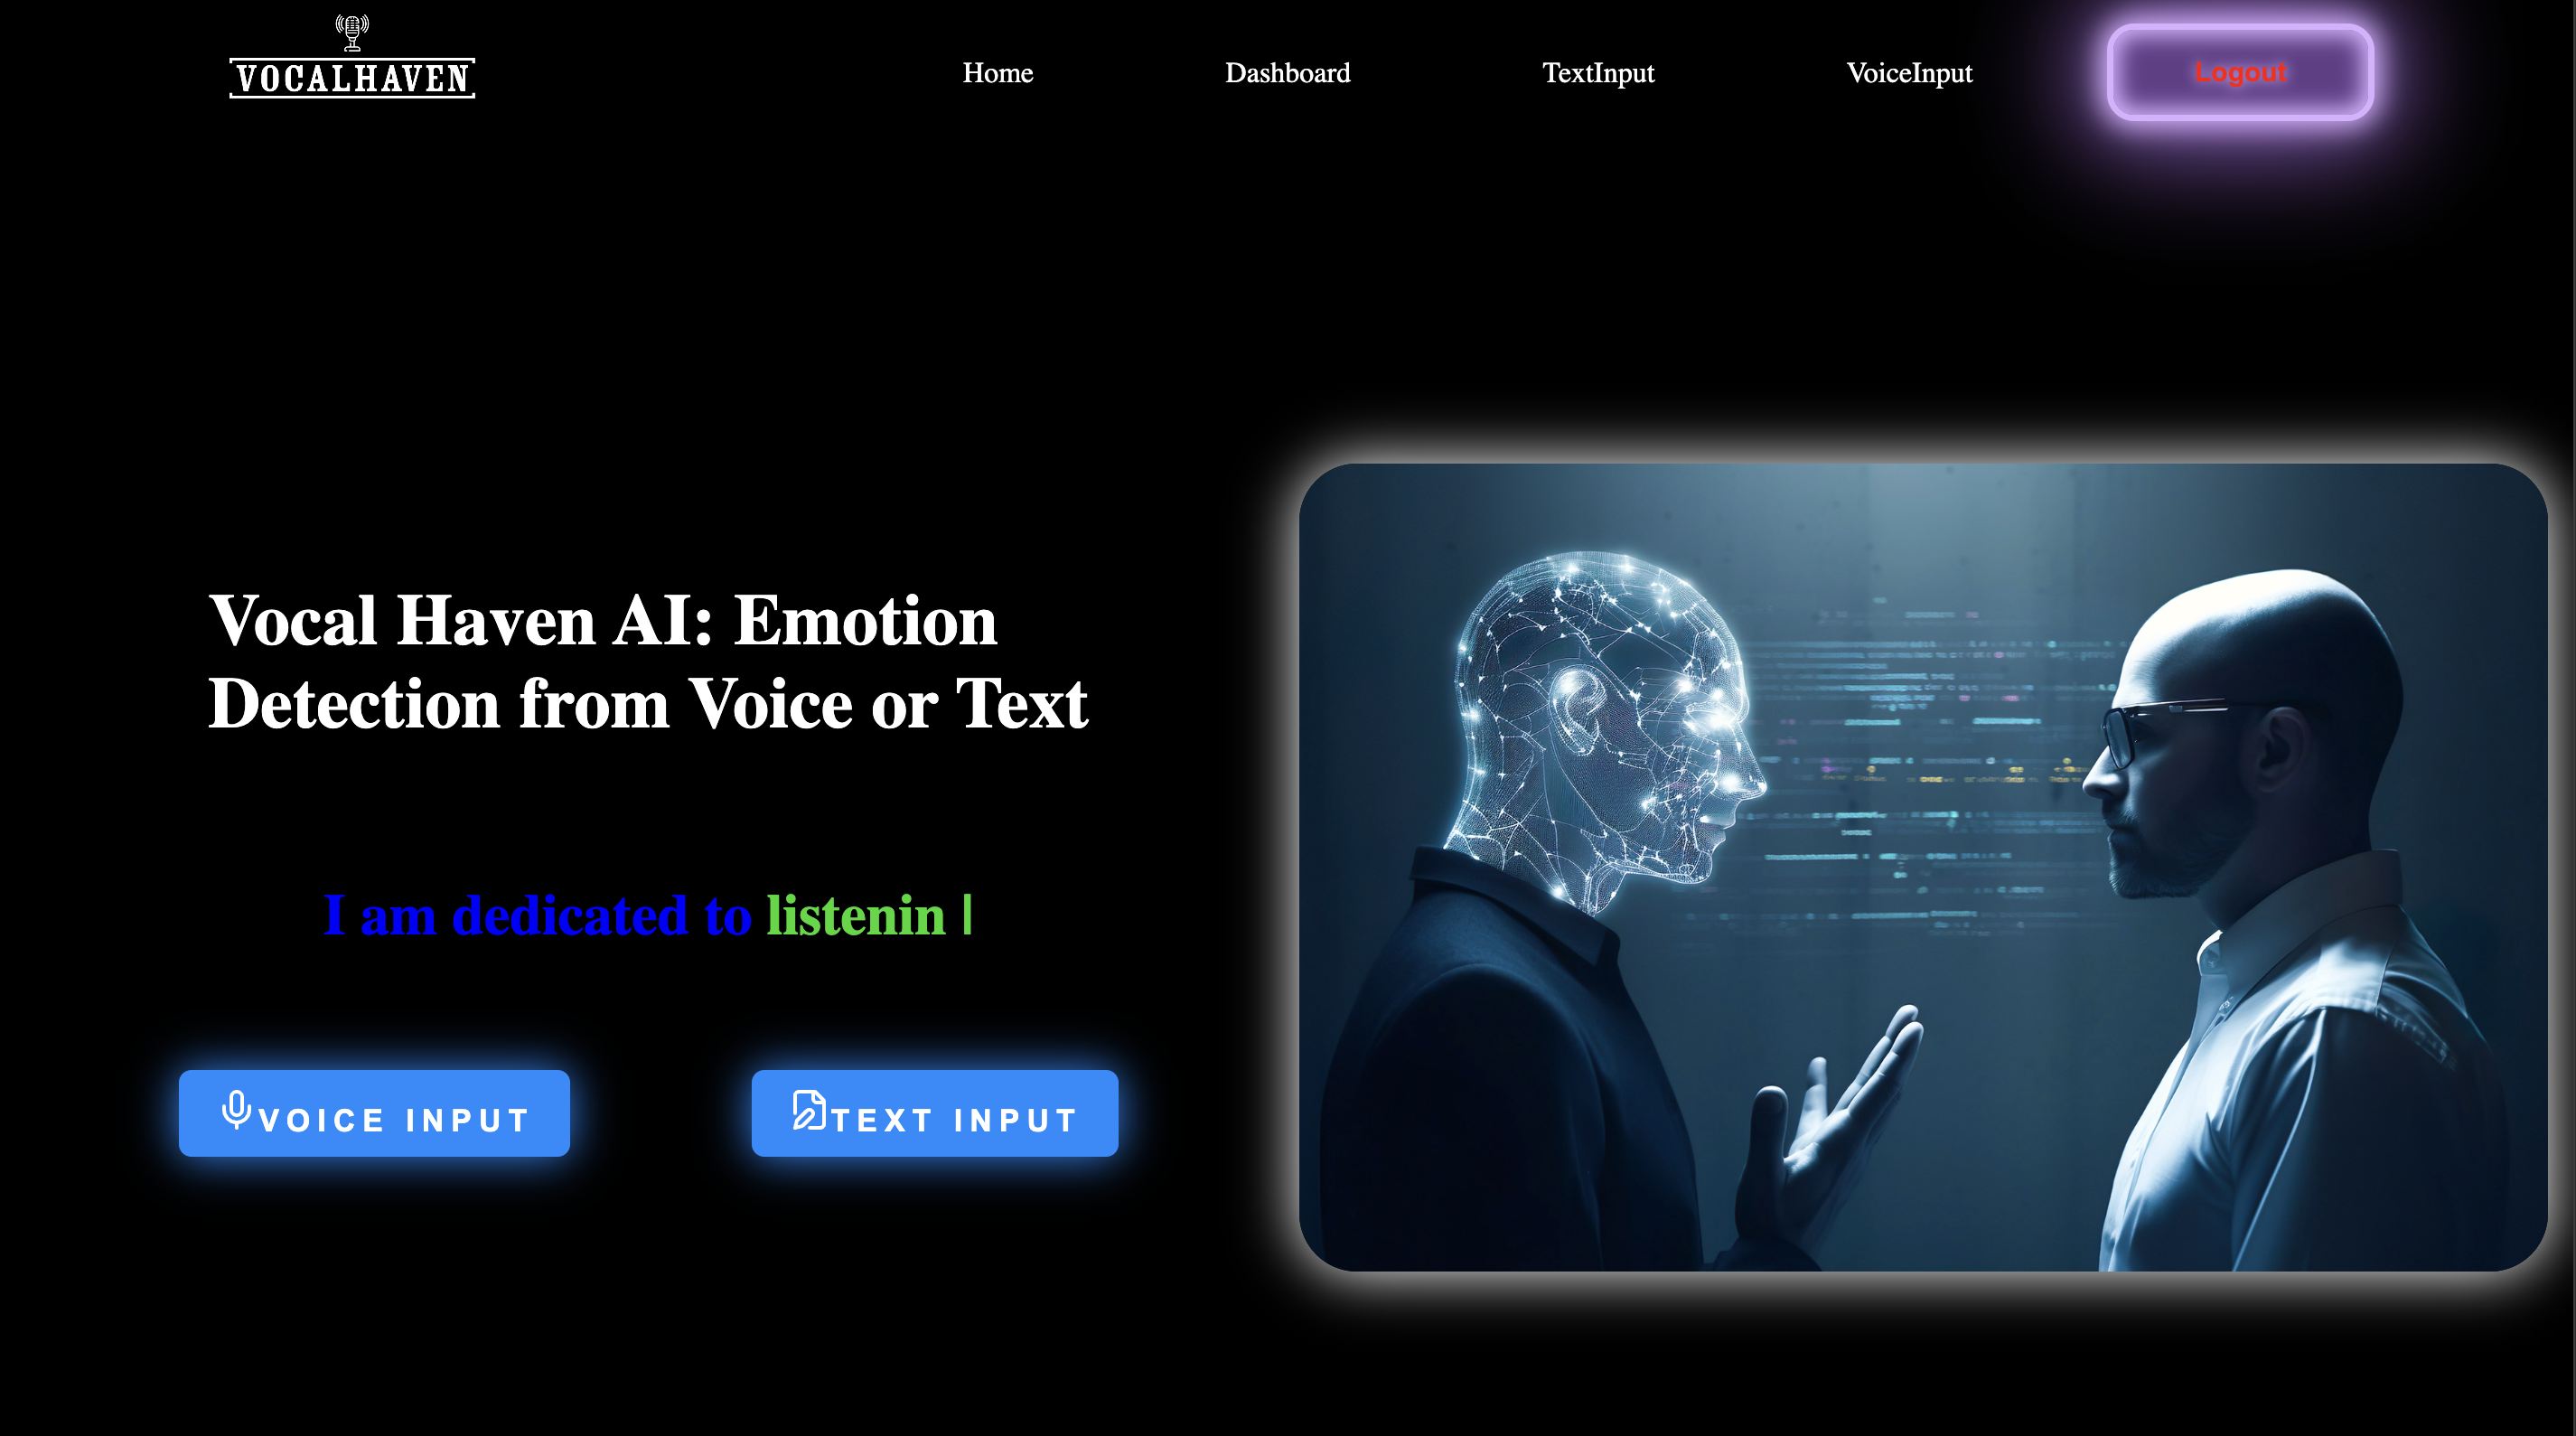 VOCALHAVEN
Home Dashboard TextInput VoiceInput Logout
Vocal Haven AI: Emotion
Detection from Voice or Text
I am dedicated to listenin |
VOICE INPUT TEXT INPUT